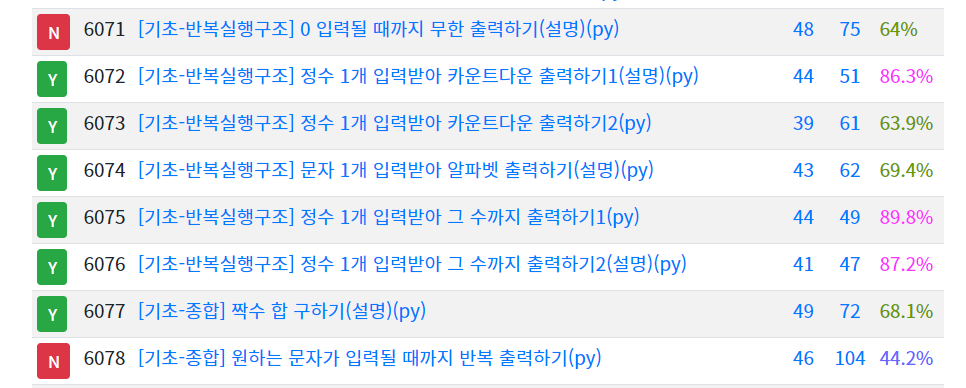 N 6071 [기초-반복실행구조] 0 입력될 때까지 무한 출력하기(설명)(py) 48 75 64%
Y 6072 [기초-반복실행구조] 정수 1개 입력받아 카운트다운 출력하기1(설명)(py) 44 51 86.3%
Y 6073 [기초-반복실행구조] 정수 1개 입력받아 카운트다운 출력하기2(py) 39 61 63.9%
Y 6074 [기초-반복실행구조] 문자 1개 입력받아 알파벳 출력하기(설명)(py) 43 62 69.4%
Y 6075 [기초-반복실행구조] 정수 1개 입력받아 그 수까지 출력하기1(py) 44 49 89.8%
Y 6076 [기초-반복실행구조] 정수 1개 입력받아 그 수까지 출력하기2(설명)(py) 41 47 87.2%
Y 6077 [기초-종합] 짝수 합 구하기(설명)(py) 49 72 68.1%
N 6078 [기초-종합] 원하는 문자가 입력될 때까지 반복 출력하기(py) 46 104 44.2%